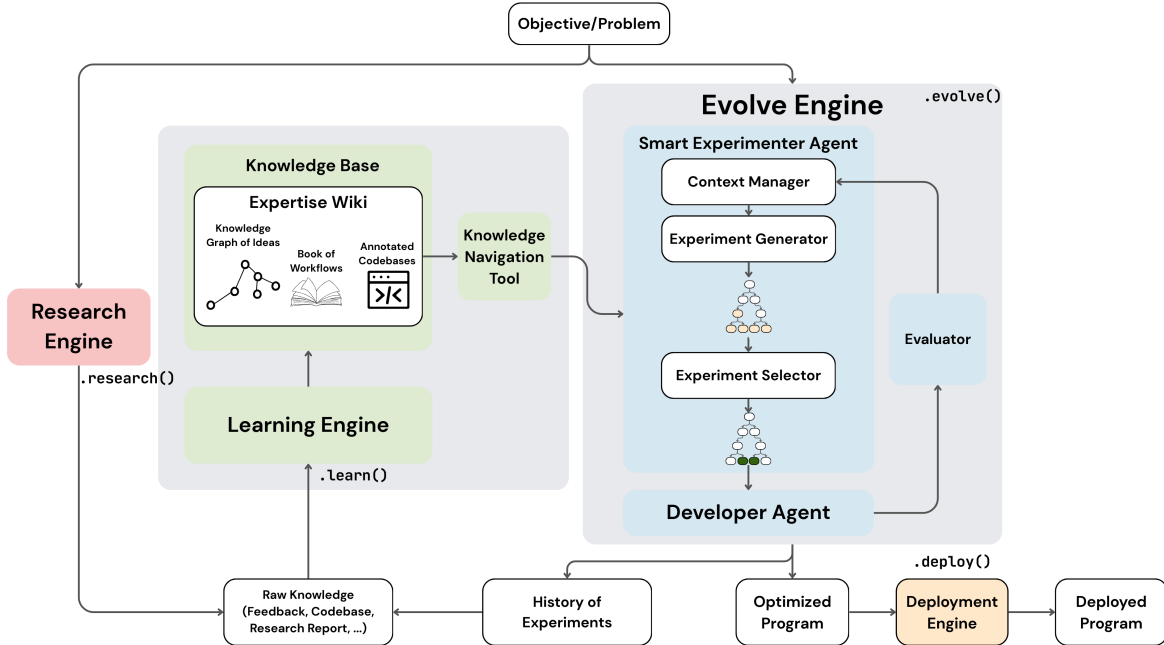 Objective/Problem
Evolve Engine
.evolve()
Smart Experimenter Agent
Context Manager
Experiment Generator
Experiment Selector
Developer Agent
Evaluator
Knowledge Base
Expertise Wiki
Knowledge
Graph of Ideas
Book of
Workflows
Annotated
Codebases
Knowledge
Navigation
Tool
Research
Engine
.research()
Learning Engine
.learn()
Raw Knowledge
(Feedback, Codebase,
Research Report, ...)
History of
Experiments
Optimized
Program
.deploy()
Deployment
Engine
Deployed
Program